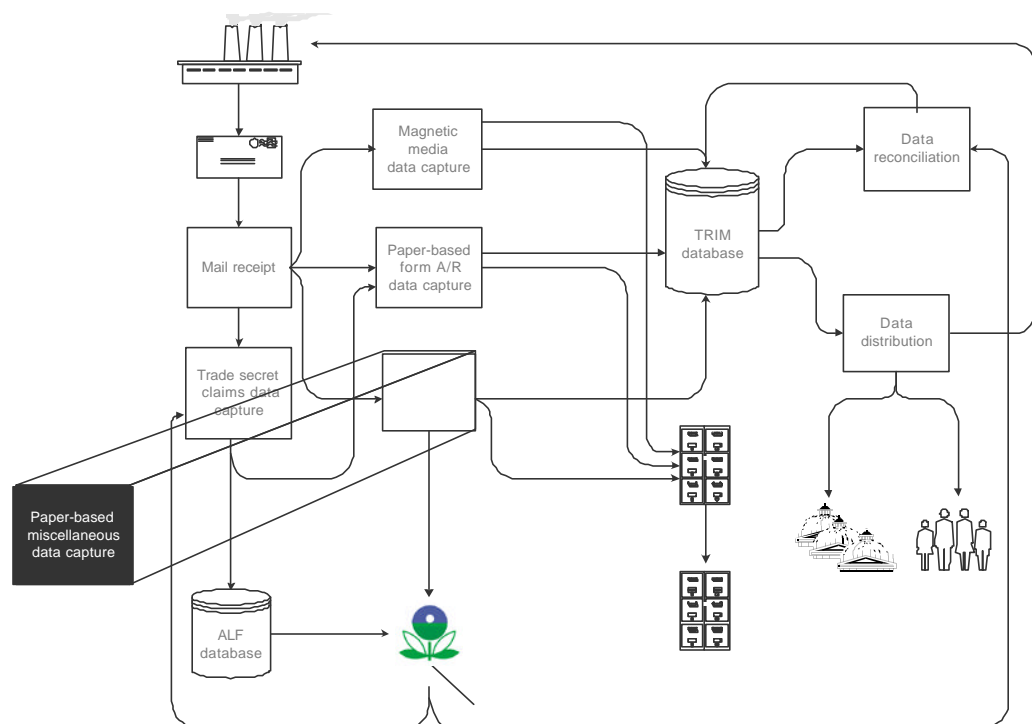 Magnetic
media
data capture
Data
reconciliation
TRIM
database
Mail receipt
Paper-based
form A/R
data capture
Data
distribution
Trade secret
claims data
capture
Paper-based
miscellaneous
data capture
ALF
database